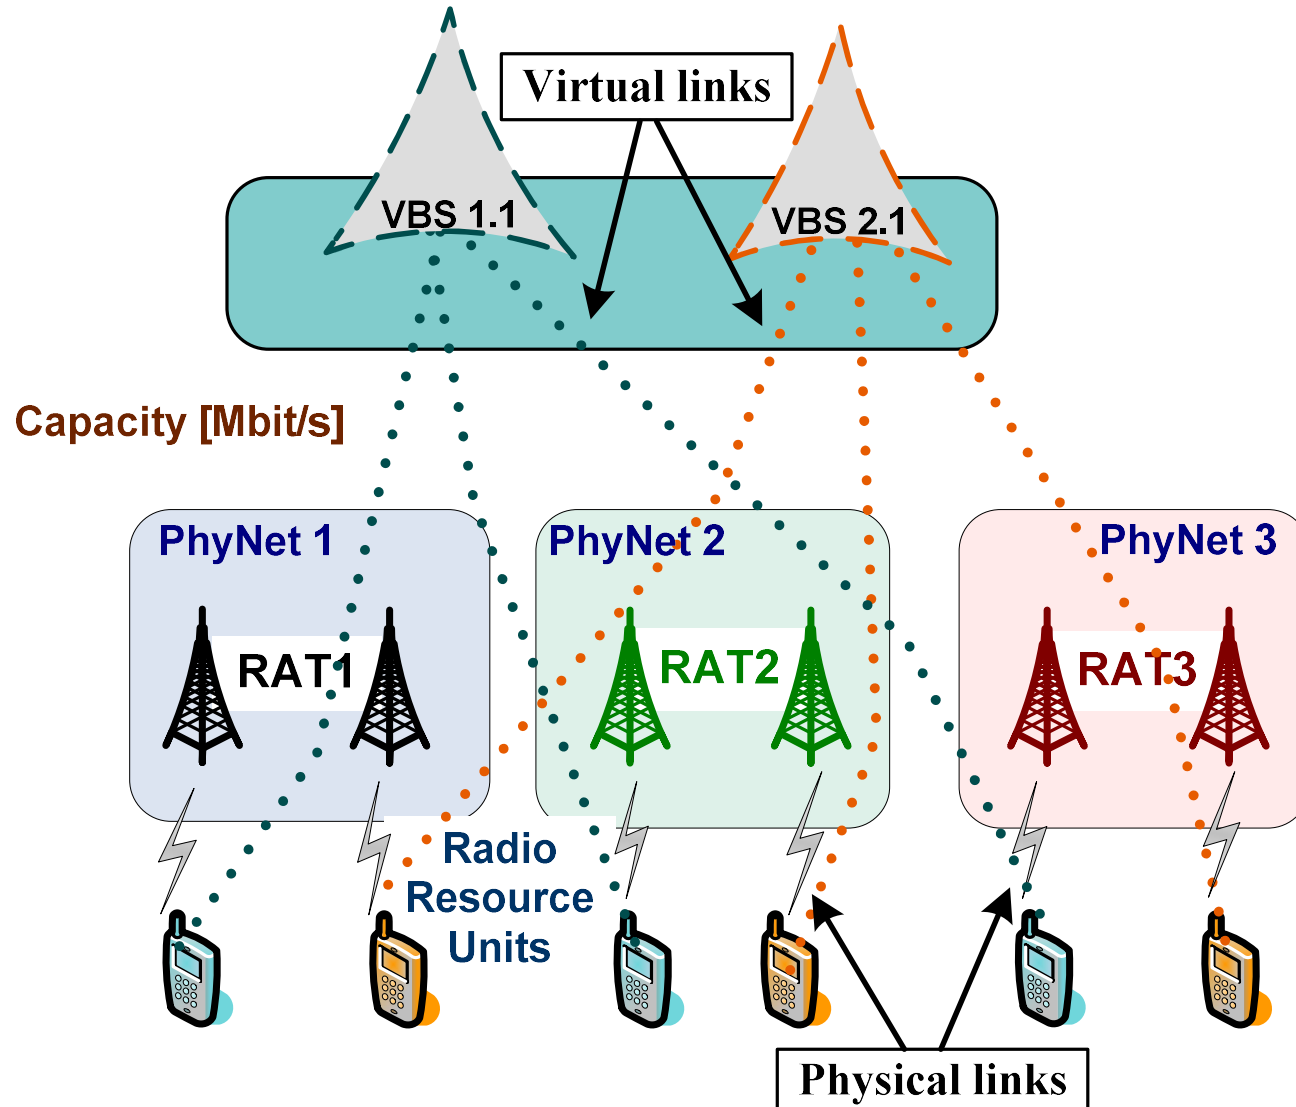 Virtual links
VBS 1.1
VBS 2.1
Capacity [Mbit/s]
PhyNet 1
PhyNet 2
PhyNet 3
RAT1
RAT2
RAT3
Radio
Resource
Units
Physical links